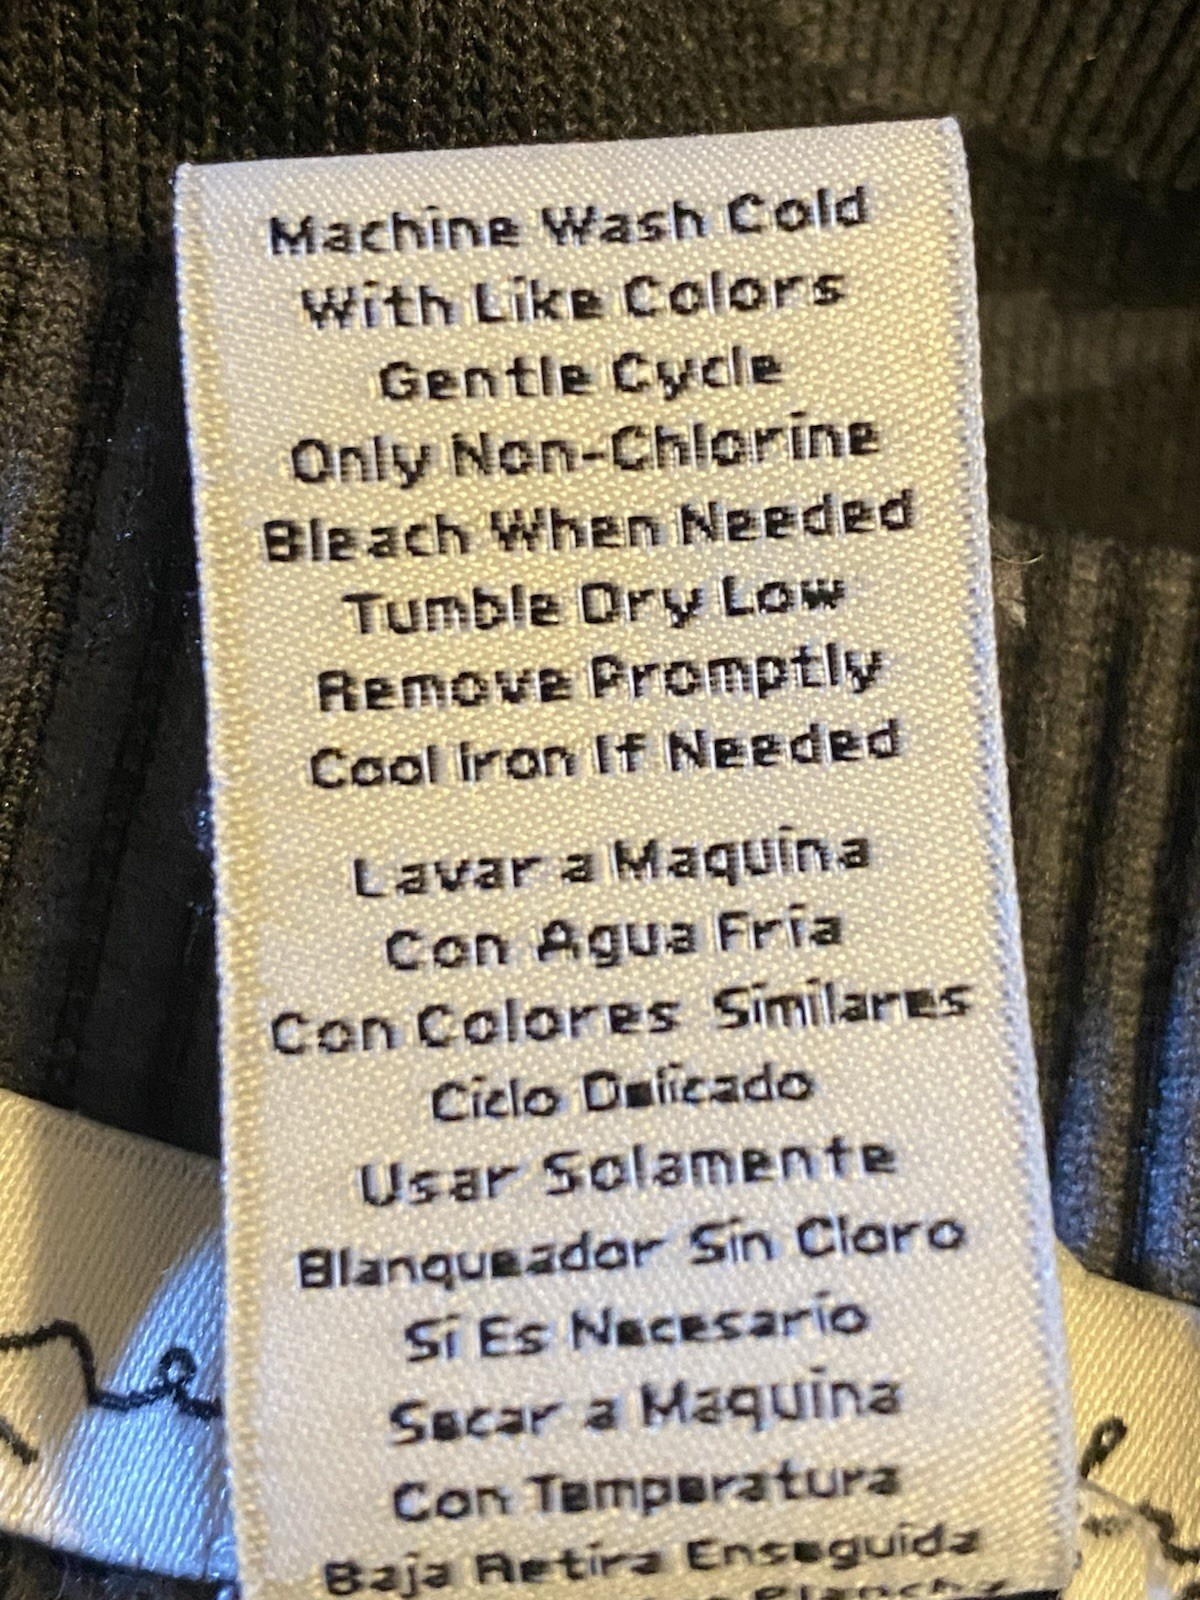 Machine Wash Cold
With Like Colors
Gentle Cycle
Only Non-Chlorine
Bleach When Needed
Tumble Dry Low
Remove Promptly
Cool Iron If Needed
Lavar a Maquina
Con Agua Fria
Con Colores Similares
Ciclo Delicado
Usar Solamente
Blanqueador Sin Cloro
Si Es Necesario
Secar a Maquina
Con Temperatura
Baja Retira Enseguida
Plancha